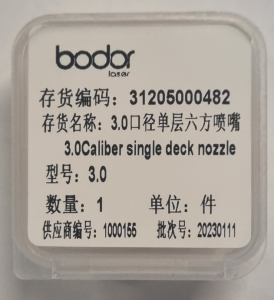 bodor
laser
存货编码：31205000482
存货名称：3.0口径单层六方喷嘴
3.0Caliber single deck nozzle
型号：3.0
数量：1 单位：件
供应商编号：1000155 批次号：20230111